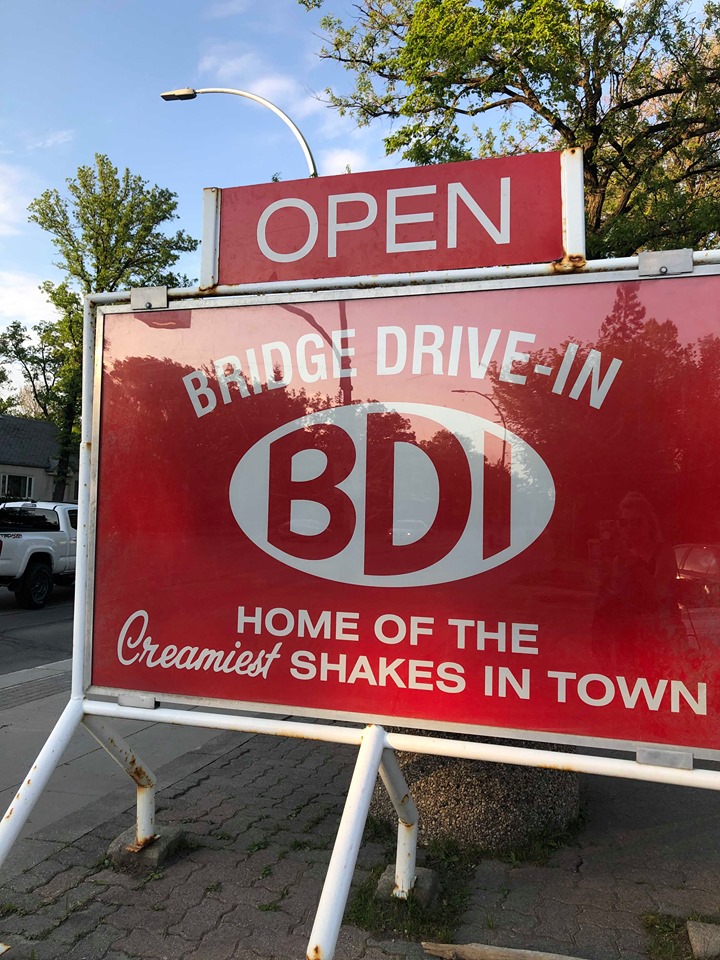 OPEN
BRIDGE DRIVE-IN
BDI
HOME OF THE
Creamiest SHAKES IN TOWN